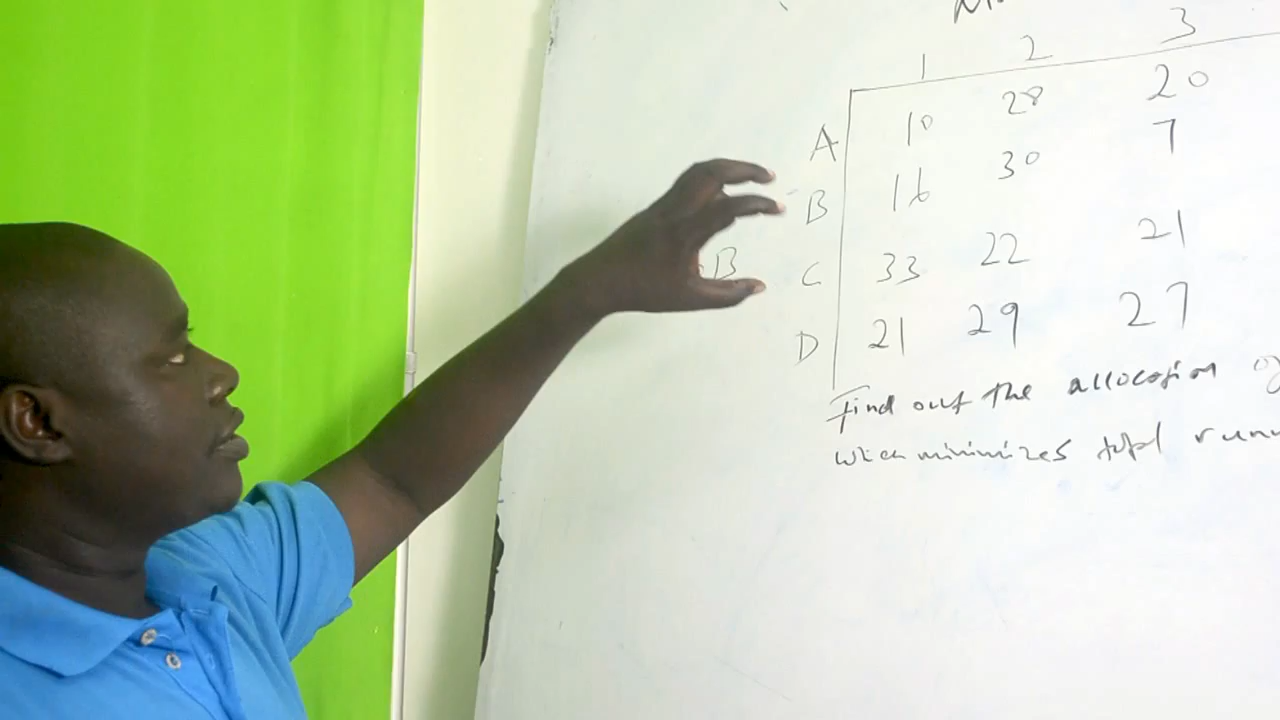 1 2 3
A 10 28 20
B 16 30 7
B
C 33 22 21
D 21 29 27
Find out the allocation
which minimizes total